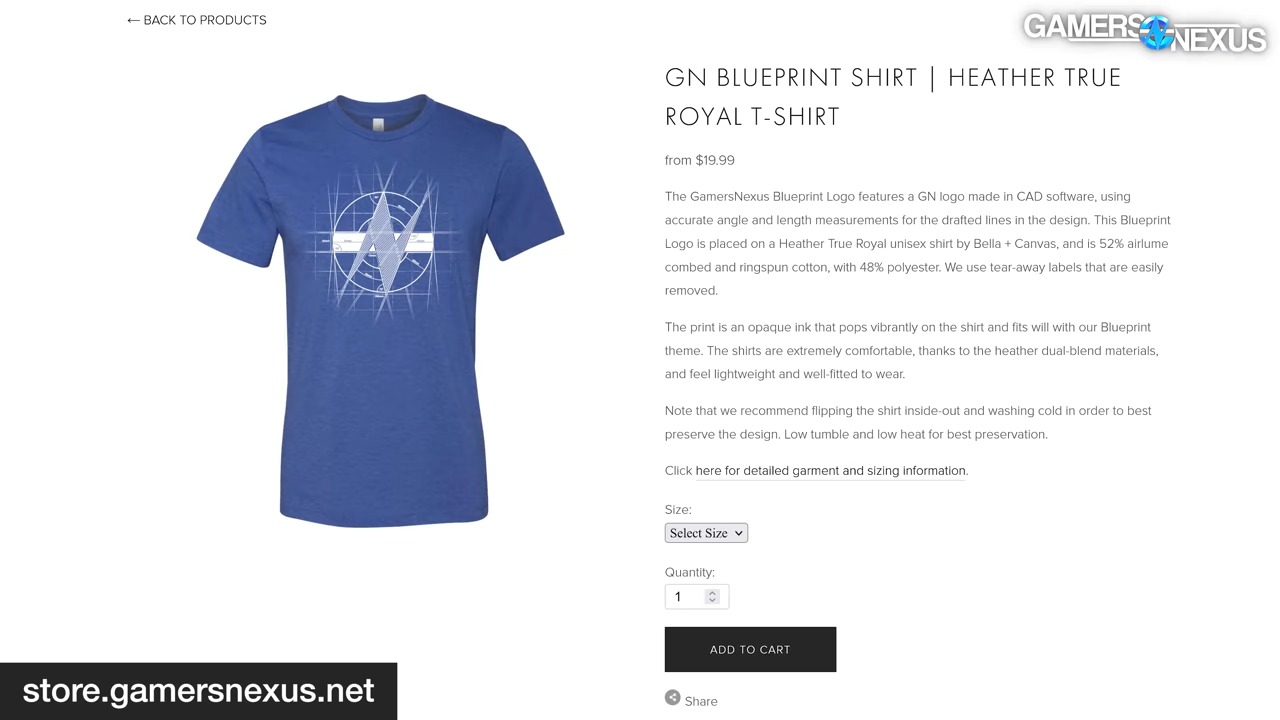 ← BACK TO PRODUCTS
GAMERS NEXUS
GN BLUEPRINT SHIRT | HEATHER TRUE
ROYAL T-SHIRT
from $19.99
The GamersNexus Blueprint Logo features a GN logo made in CAD software, using
accurate angle and length measurements for the drafted lines in the design. This Blueprint
Logo is placed on a Heather True Royal unisex shirt by Bella + Canvas, and is 52% airlume
combed and ringspun cotton, with 48% polyester. We use tear-away labels that are easily
removed.
The print is an opaque ink that pops vibrantly on the shirt and fits will with our Blueprint
theme. The shirts are extremely comfortable, thanks to the heather dual-blend materials,
and feel lightweight and well-fitted to wear.
Note that we recommend flipping the shirt inside-out and washing cold in order to best
preserve the design. Low tumble and low heat for best preservation.
Click here for detailed garment and sizing information.
Size:
Select Size
Quantity:
1
ADD TO CART
Share
store.gamersnexus.net